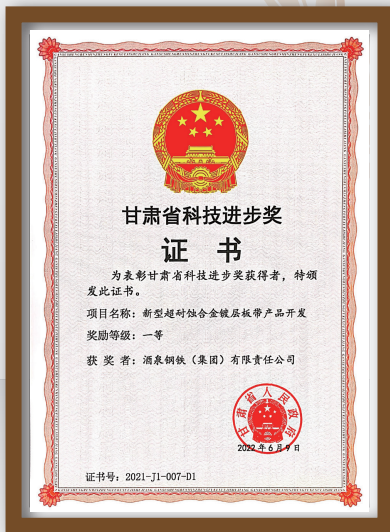 甘肃省科技进步奖
证 书
为表彰甘肃省科技进步奖获得者，特颁
发此证书。
项目名称：新型超耐蚀合金镀层板带产品开发
奖励等级：一等
获 奖 者：酒泉钢铁（集团）有限责任公司
甘肃省人民政府
2022年6月9日
证书号：2021-J1-007-D1